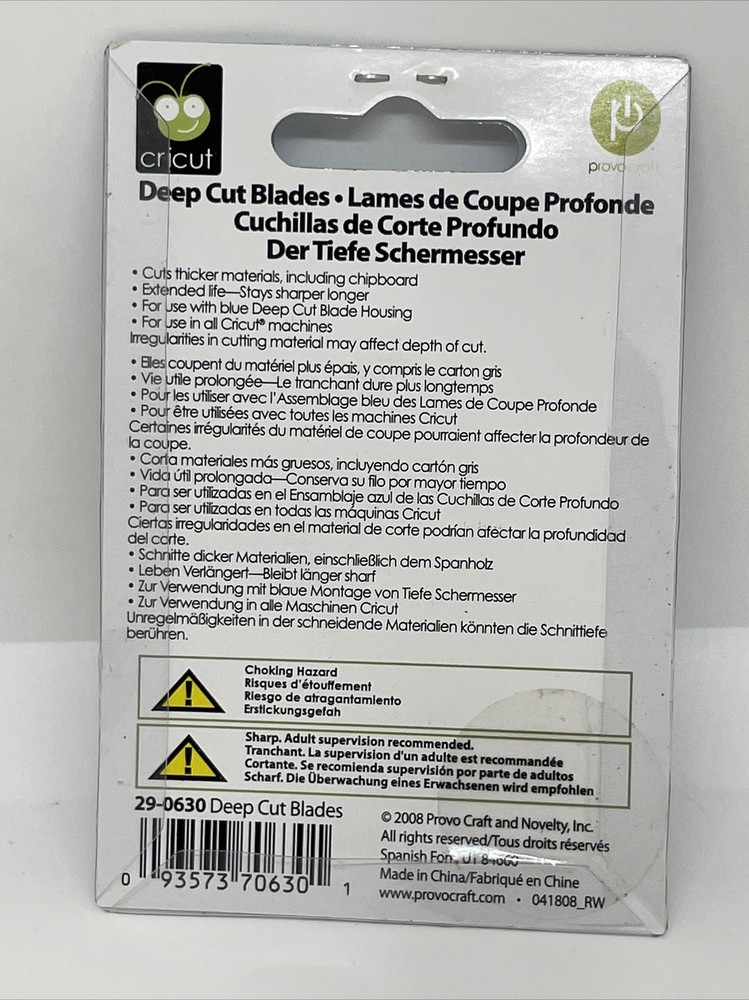 cricut
provo craft
Deep Cut Blades • Lames de Coupe Profonde
Cuchillas de Corte Profundo
Der Tiefe Schermesser
• Cuts thicker materials, including chipboard
• Extended life—Stays sharper longer
• For use with blue Deep Cut Blade Housing
• For use in all Cricut® machines
Irregularities in cutting material may affect depth of cut.
• Elles coupent du matériel plus épais, y compris le carton gris
• Vie utile prolongée—Le tranchant dure plus longtemps
• Pour les utiliser avec l'Assemblage bleu des Lames de Coupe Profonde
• Pour être utilisées avec toutes les machines Cricut
Certaines irrégularités du matériel de coupe pourraient affecter la profondeur de
la coupe.
• Corta materiales más gruesos, incluyendo cartón gris
• Vida útil prolongada—Conserva su filo por mayor tiempo
• Para ser utilizadas en el Ensamblaje azul de las Cuchillas de Corte Profundo
• Para ser utilizadas en todas las máquinas Cricut
Ciertas irregularidades en el material de corte podrían afectar la profundidad
del corte.
• Schnitte dicker Materialien, einschließlich dem Spanholz
• Leben Verlängert—Bleibt länger sharf
• Zur Verwendung mit blaue Montage von Tiefe Schermesser
• Zur Verwendung in alle Maschinen Cricut
Unregelmäßigkeiten in der schneidende Materialien könnten die Schnittiefe
berühren.
Choking Hazard
Risques d'étouffement
Riesgo de atragantamiento
Erstickungsgefah
Sharp. Adult supervision recommended.
Tranchant. La supervision d'un adulte est recommandée
Cortante. Se recomienda supervisión por parte de adultos
Scharf. Die Überwachung eines Erwachsenen wird empfohlen
29-0630 Deep Cut Blades
0 93573 70630 1
© 2008 Provo Craft and Novelty, Inc.
All rights reserved/Tous droits réservés
Spanish Fork, UT 84660
Made in China/Fabriqué en Chine
www.provocraft.com • 041808_RW